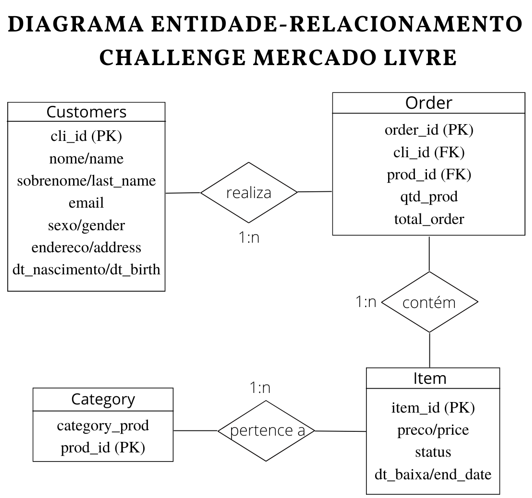 DIAGRAMA ENTIDADE-RELACIONAMENTO
CHALLENGE MERCADO LIVRE
Customers
cli_id (PK)
nome/name
sobrenome/last_name
email
sexo/gender
endereco/address
dt_nascimento/dt_birth
realiza
1:n
Order
order_id (PK)
cli_id (FK)
prod_id (FK)
qtd_prod
total_order
1:n
contém
Category
category_prod
prod_id (PK)
1:n
pertence a
Item
item_id (PK)
preco/price
status
dt_baixa/end_date